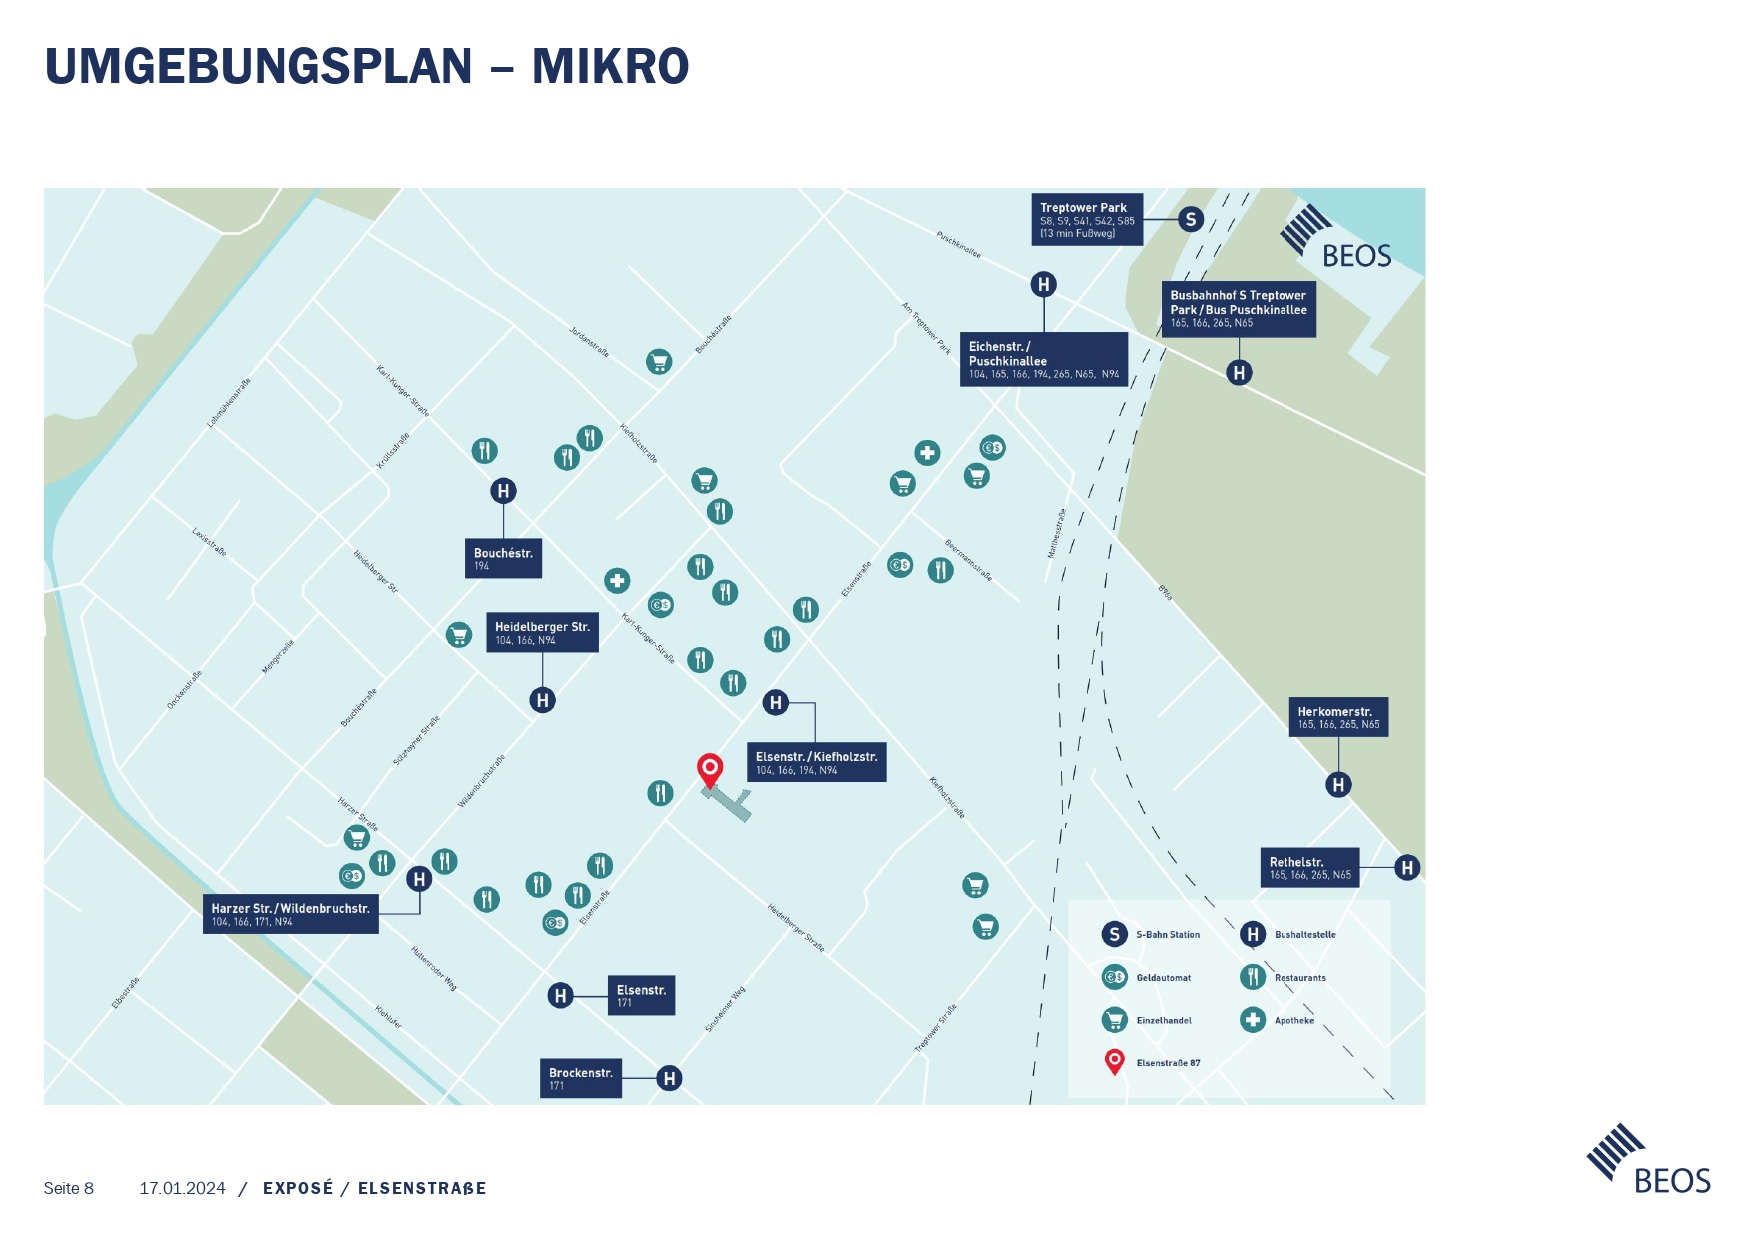 UMGEBUNGSPLAN – MIKRO
Treptower Park
S8, S9, S41, S42, S85
(13 min Fußweg)
S
BEOS
Puschkinallee
H
Busbahnhof S Treptower
Park / Bus Puschkinallee
165, 166, 265, N65
H
Eichenstr. /
Puschkinallee
104, 165, 166, 194, 265, N65, N94
Am Treptower Park
Jordanstraße
Bouchéstraße
Karl-Kunger-Straße
Lohmühlenstraße
Krüllsstraße
Kiefholzstraße
H
Bouchéstr.
194
Lexisstraße
Heidelberger Str
Elsenstraße
Beermannstraße
Matthesstraße
B96a
Heidelberger Str.
104, 166, N94
H
Karl-Kunger-Straße
Mengerzeile
Onckenstraße
Bouchéstraße
Sülzhayner Straße
Wildenbruchstraße
H
Elsenstr. / Kiefholzstr.
104, 166, 194, N94
Herkomerstr.
165, 166, 265, N65
H
Kiefholzstraße
Harzer Straße
H
Harzer Str. / Wildenbruchstr.
104, 166, 171, N94
Rethelstr.
165, 166, 265, N65
H
Elsenstraße
Heidelberger Straße
Hüttenroder Weg
Elbestraße
Kiehlufer
H
Elsenstr.
171
Sinsheimer Weg
Treptower Straße
Brockenstr.
171
H
S S-Bahn Station
H Bushaltestelle
€$ Geldautomat
Restaurants
Einzelhandel
Apotheke
Elsenstraße 87
Seite 8 17.01.2024 / EXPOSÉ / ELSENSTRAßE
BEOS